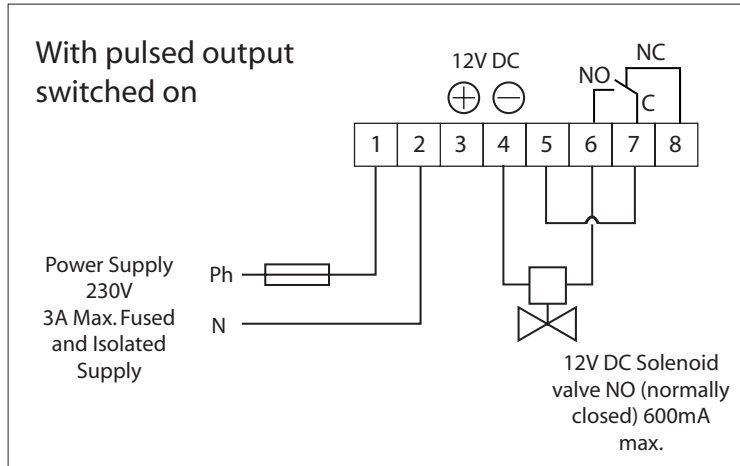 With pulsed output
switched on
12V DC
NO
NC
C
1 2 3 4 5 6 7 8
Power Supply
230V
3A Max. Fused
and Isolated
Supply
Ph
N
12V DC Solenoid
valve NO (normally
closed) 600mA
max.